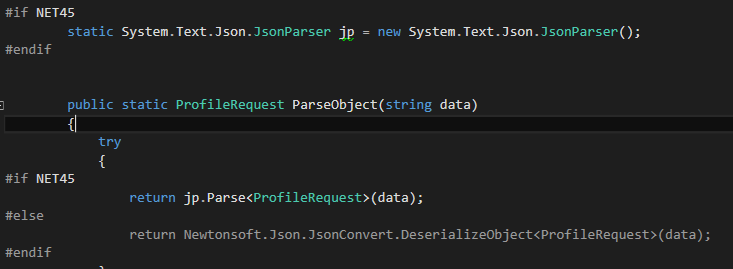 #if NET45
static System.Text.Json.JsonParser jp = new System.Text.Json.JsonParser();
#endif
public static ProfileRequest ParseObject(string data)
{
try
{
#if NET45
return jp.Parse<ProfileRequest>(data);
#else
return Newtonsoft.Json.JsonConvert.DeserializeObject<ProfileRequest>(data);
#endif
}